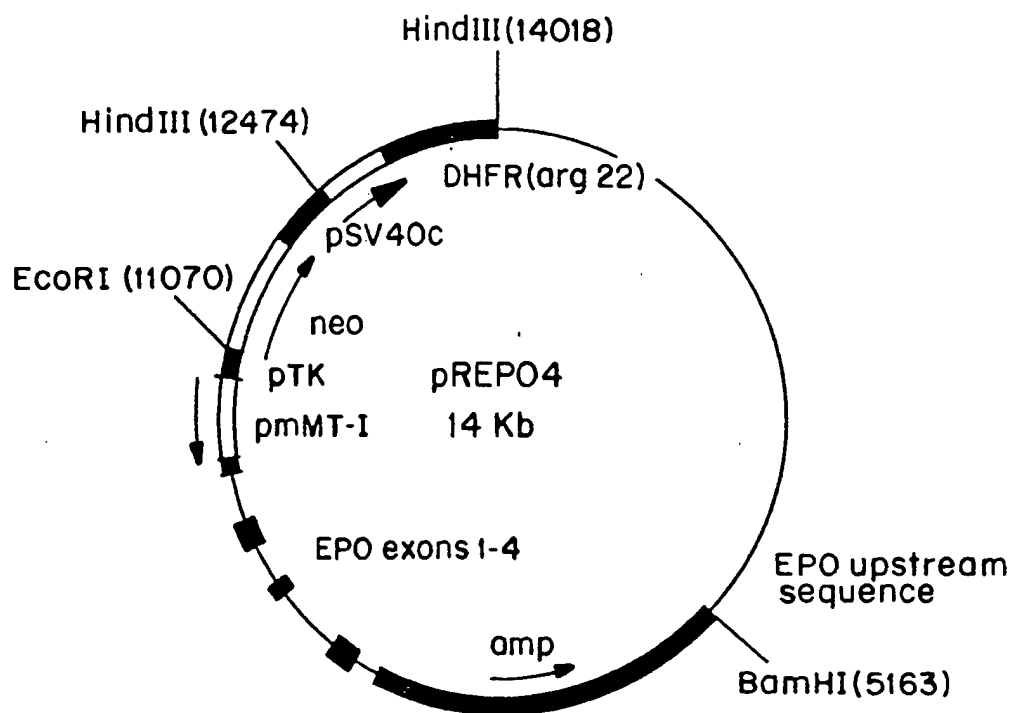 HindIII(14018)
HindIII (12474)
DHFR(arg 22)
pSV40c
EcoRI (11070)
neo
pTK
pREPO4
pmMT-I
14 Kb
EPO exons 1-4
EPO upstream
sequence
amp
BamHI(5163)